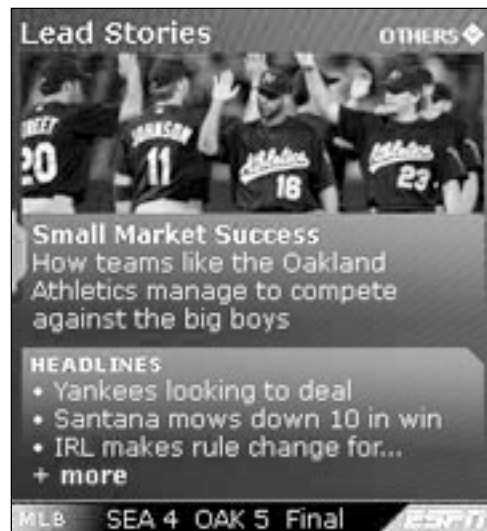 Lead Stories
OTHERS
20
JOHNSON
11
Athletics
16
Athletics
23
Small Market Success
How teams like the Oakland
Athletics manage to compete
against the big boys
HEADLINES
• Yankees looking to deal
• Santana mows down 10 in win
• IRL makes rule change for...
+ more
MLB SEA 4 OAK 5 Final ESPN